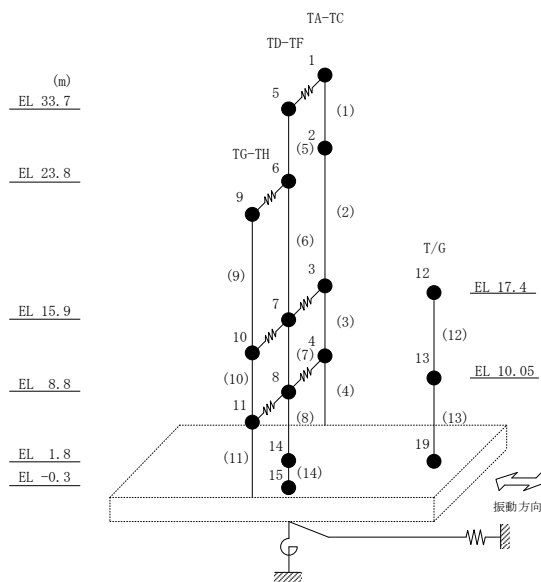 TA-TC
TD-TF
1
(m)
5
EL 33.7
(1)
2
TG-TH
(5)
EL 23.8
6
9
(2)
(6)
T/G
(9)
3
12
EL 17.4
7
EL 15.9
(3)
10
4
(12)
(7)
13
(10)
8
EL 10.05
EL 8.8
(4)
11
(8)
(13)
(11)
14
19
EL 1.8
15
(14)
EL -0.3
振動方向